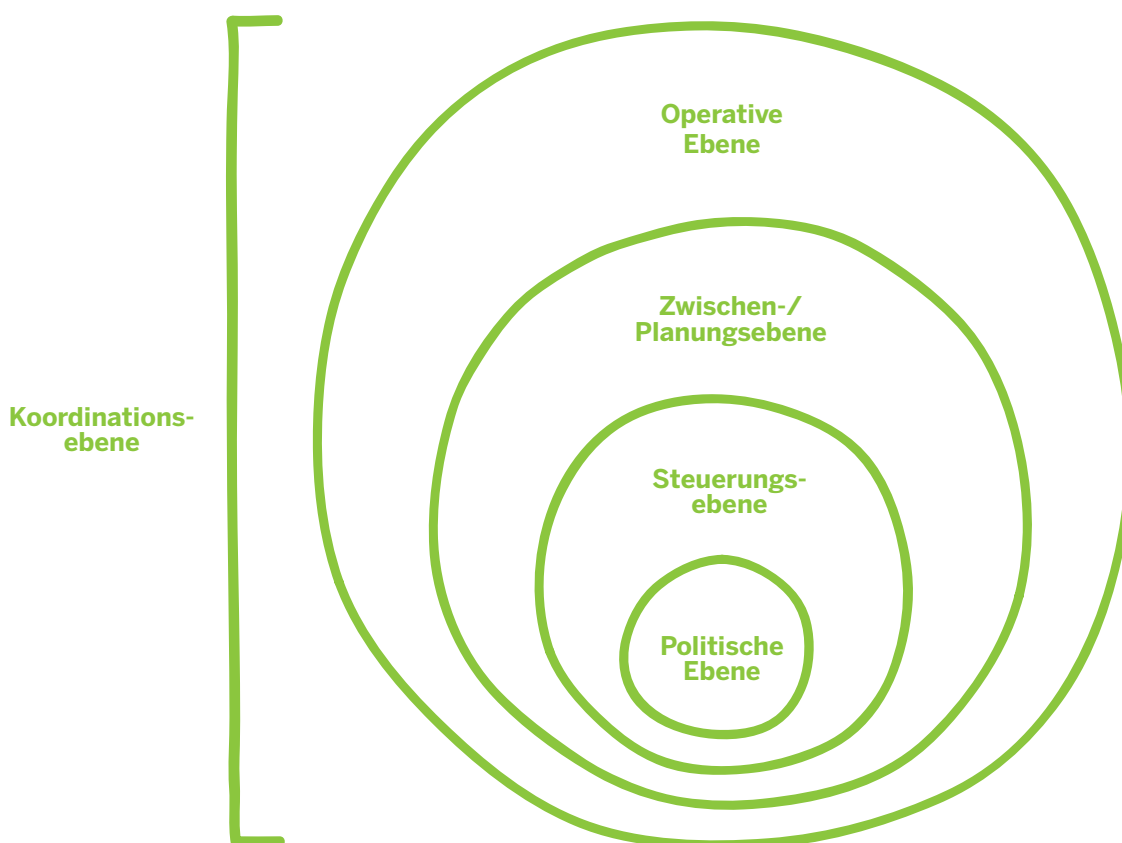 Operative
Ebene
Zwischen-/
Planungsebene
Koordinations-
ebene
Steuerungs-
ebene
Politische
Ebene